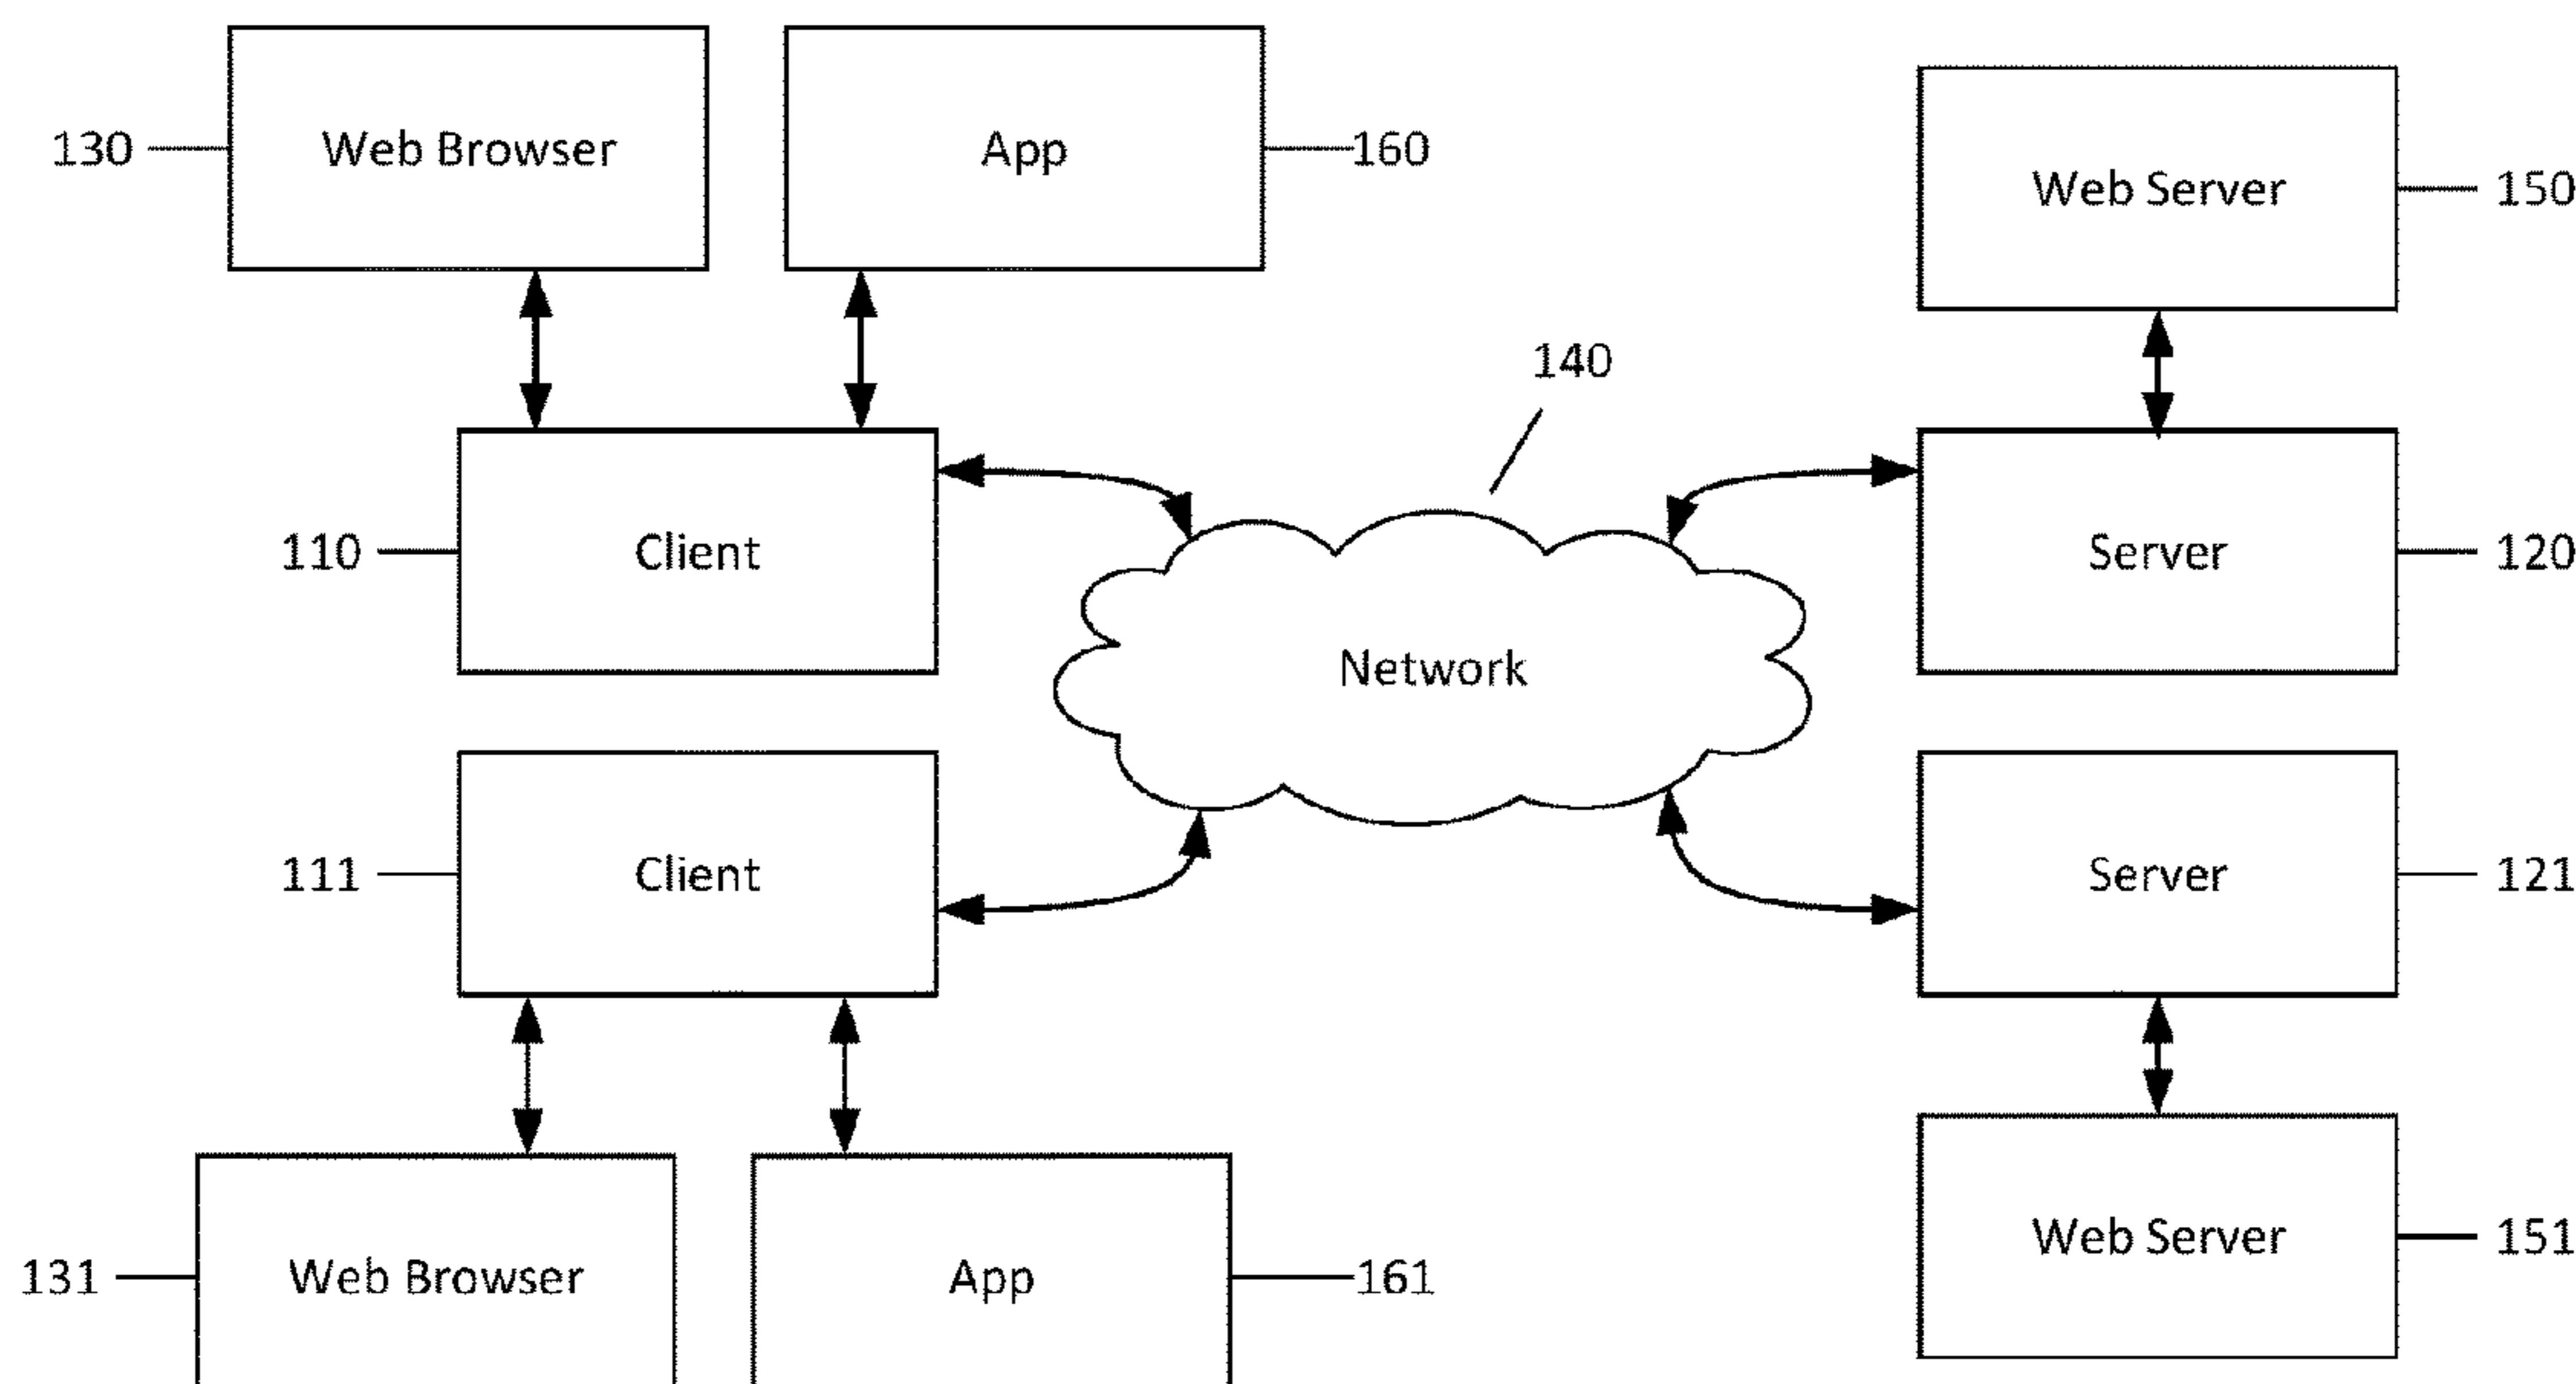 130
Web Browser
App
160
Web Server
150
140
110
Client
Server
120
Network
111
Client
Server
121
131
Web Browser
App
161
Web Server
151